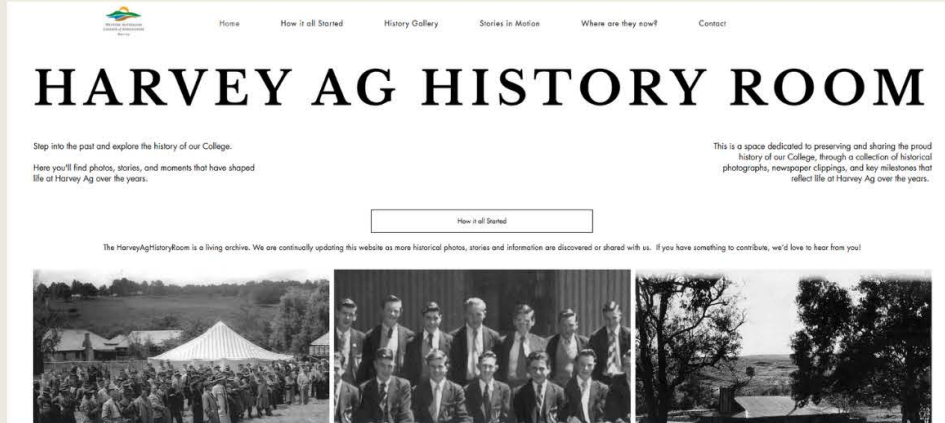 WESTERN AUSTRALIAN
COLLEGE of AGRICULTURE
Home
How it all Started
History Gallery
Stories in Motion
Where are they now?
Contact
HARVEY AG HISTORY ROOM
Step into the past and explore the history of our College.
Here you'll find photos, stories, and moments that have shaped
life at Harvey Ag over the years.
This is a space dedicated to preserving and sharing the proud
history of our College, through a collection of historical
photographs, newspaper clippings, and key milestones that
reflect life at Harvey Ag over the years.
How it all Started
The HarveyAgHistoryRoom is a living archive. We are continually updating this website as more historical photos, stories and information are discovered or shared with us. If you have something to contribute, we'd love to hear from you!